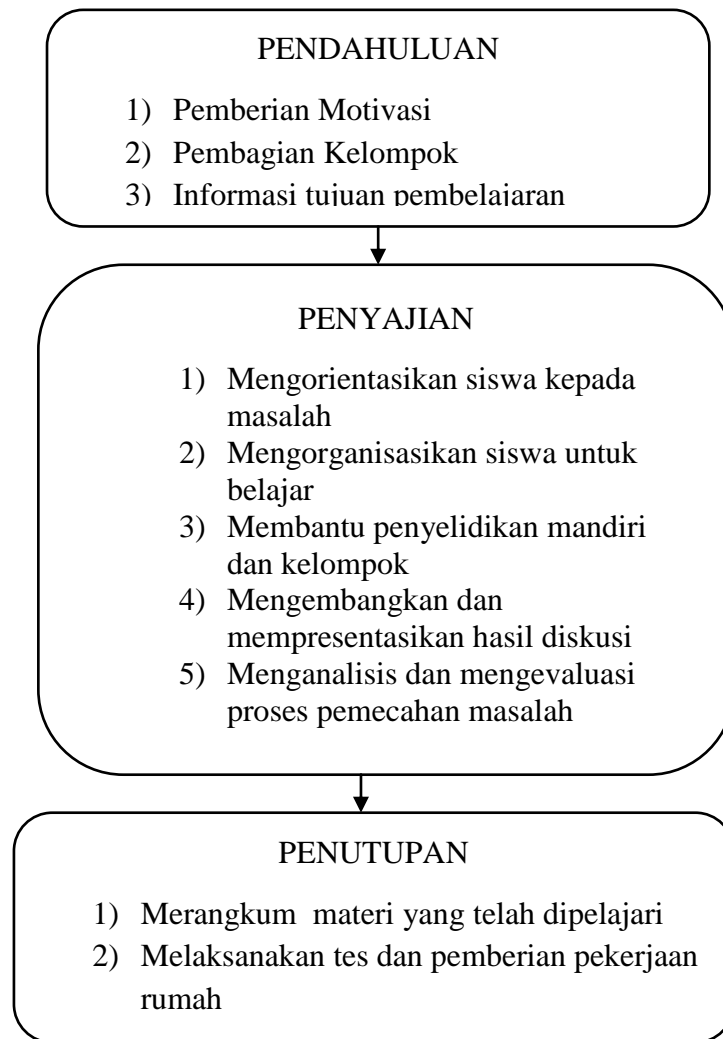 PENDAHULUAN
1) Pemberian Motivasi
2) Pembagian Kelompok
3) Informasi tujuan pembelajaran
PENYAJIAN
1) Mengorientasikan siswa kepada
masalah
2) Mengorganisasikan siswa untuk
belajar
3) Membantu penyelidikan mandiri
dan kelompok
4) Mengembangkan dan
mempresentasikan hasil diskusi
5) Menganalisis dan mengevaluasi
proses pemecahan masalah
PENUTUPAN
1) Merangkum materi yang telah dipelajari
2) Melaksanakan tes dan pemberian pekerjaan
rumah